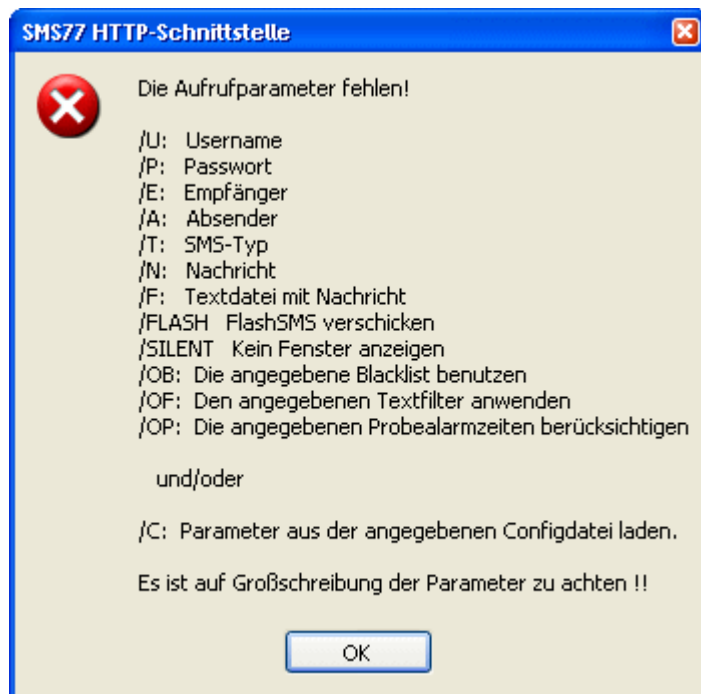 SMS77 HTTP-Schnittstelle
Die Aufrufparameter fehlen!
/U: Username
/P: Passwort
/E: Empfänger
/A: Absender
/T: SMS-Typ
/N: Nachricht
/F: Textdatei mit Nachricht
/FLASH FlashSMS verschicken
/SILENT Kein Fenster anzeigen
/OB: Die angegebene Blacklist benutzen
/OF: Den angegebenen Textfilter anwenden
/OP: Die angegebenen Probealarmzeiten berücksichtigen
und/oder
/C: Parameter aus der angegebenen Configdatei laden.
Es ist auf Großschreibung der Parameter zu achten !!
OK